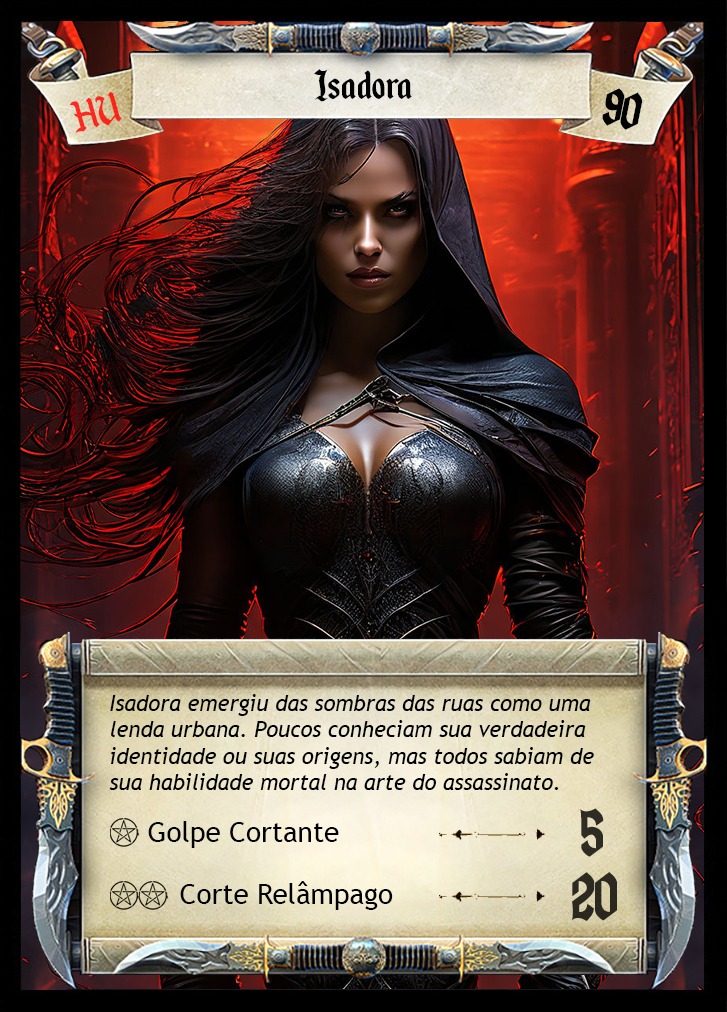 Isadora
HU
90
Isadora emergiu das sombras das ruas como uma
lenda urbana. Poucos conheciam sua verdadeira
identidade ou suas origens, mas todos sabiam de
sua habilidade mortal na arte do assassinato.
Golpe Cortante 5
Corte Relâmpago 20